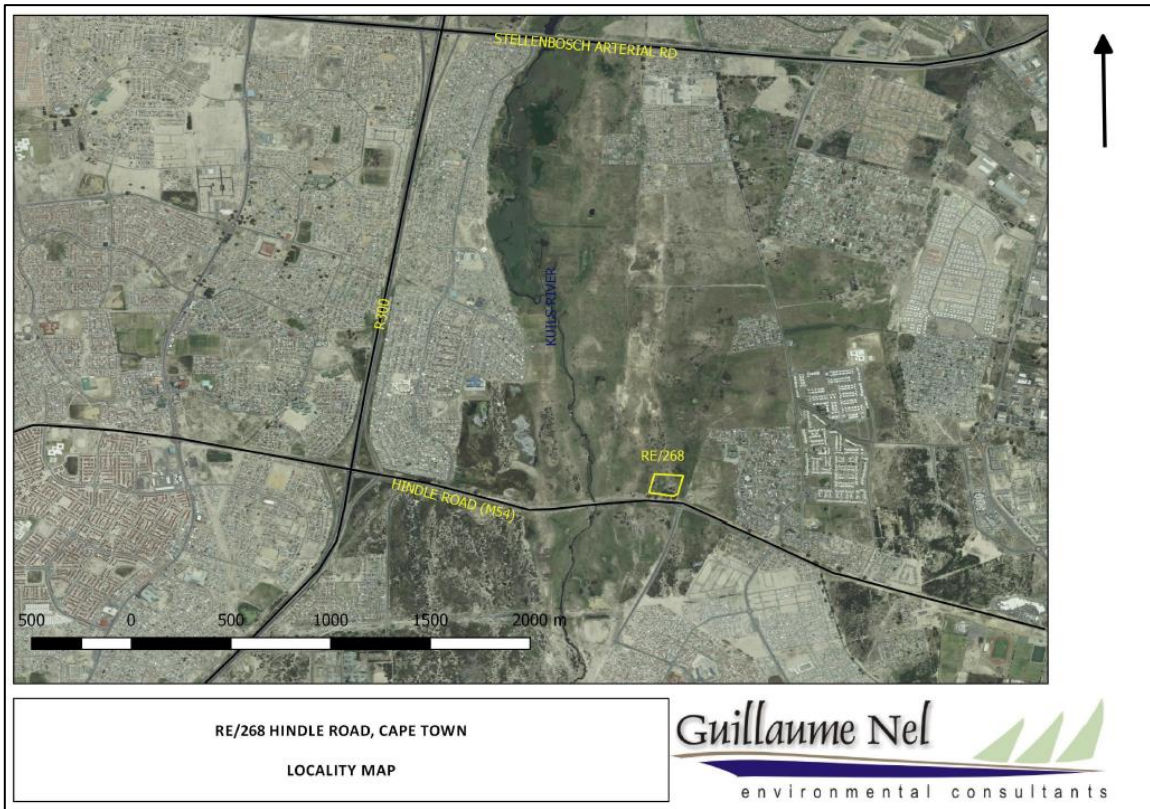 STELLENBOSCH ARTERIAL RD
R300
KUILS RIVER
RE/268
HINDLE ROAD (M54)
500 0 500 1000 1500 2000 m
RE/268 HINDLE ROAD, CAPE TOWN
LOCALITY MAP
Guillaume Nel
environmental consultants